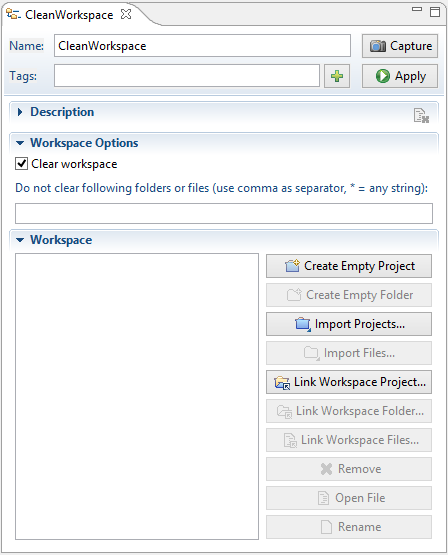 CleanWorkspace
Name: CleanWorkspace Capture
Tags: Apply
Description
Workspace Options
Clear workspace
Do not clear following folders or files (use comma as separator, * = any string):
Workspace
Create Empty Project
Create Empty Folder
Import Projects...
Import Files...
Link Workspace Project...
Link Workspace Folder...
Link Workspace Files...
Remove
Open File
Rename